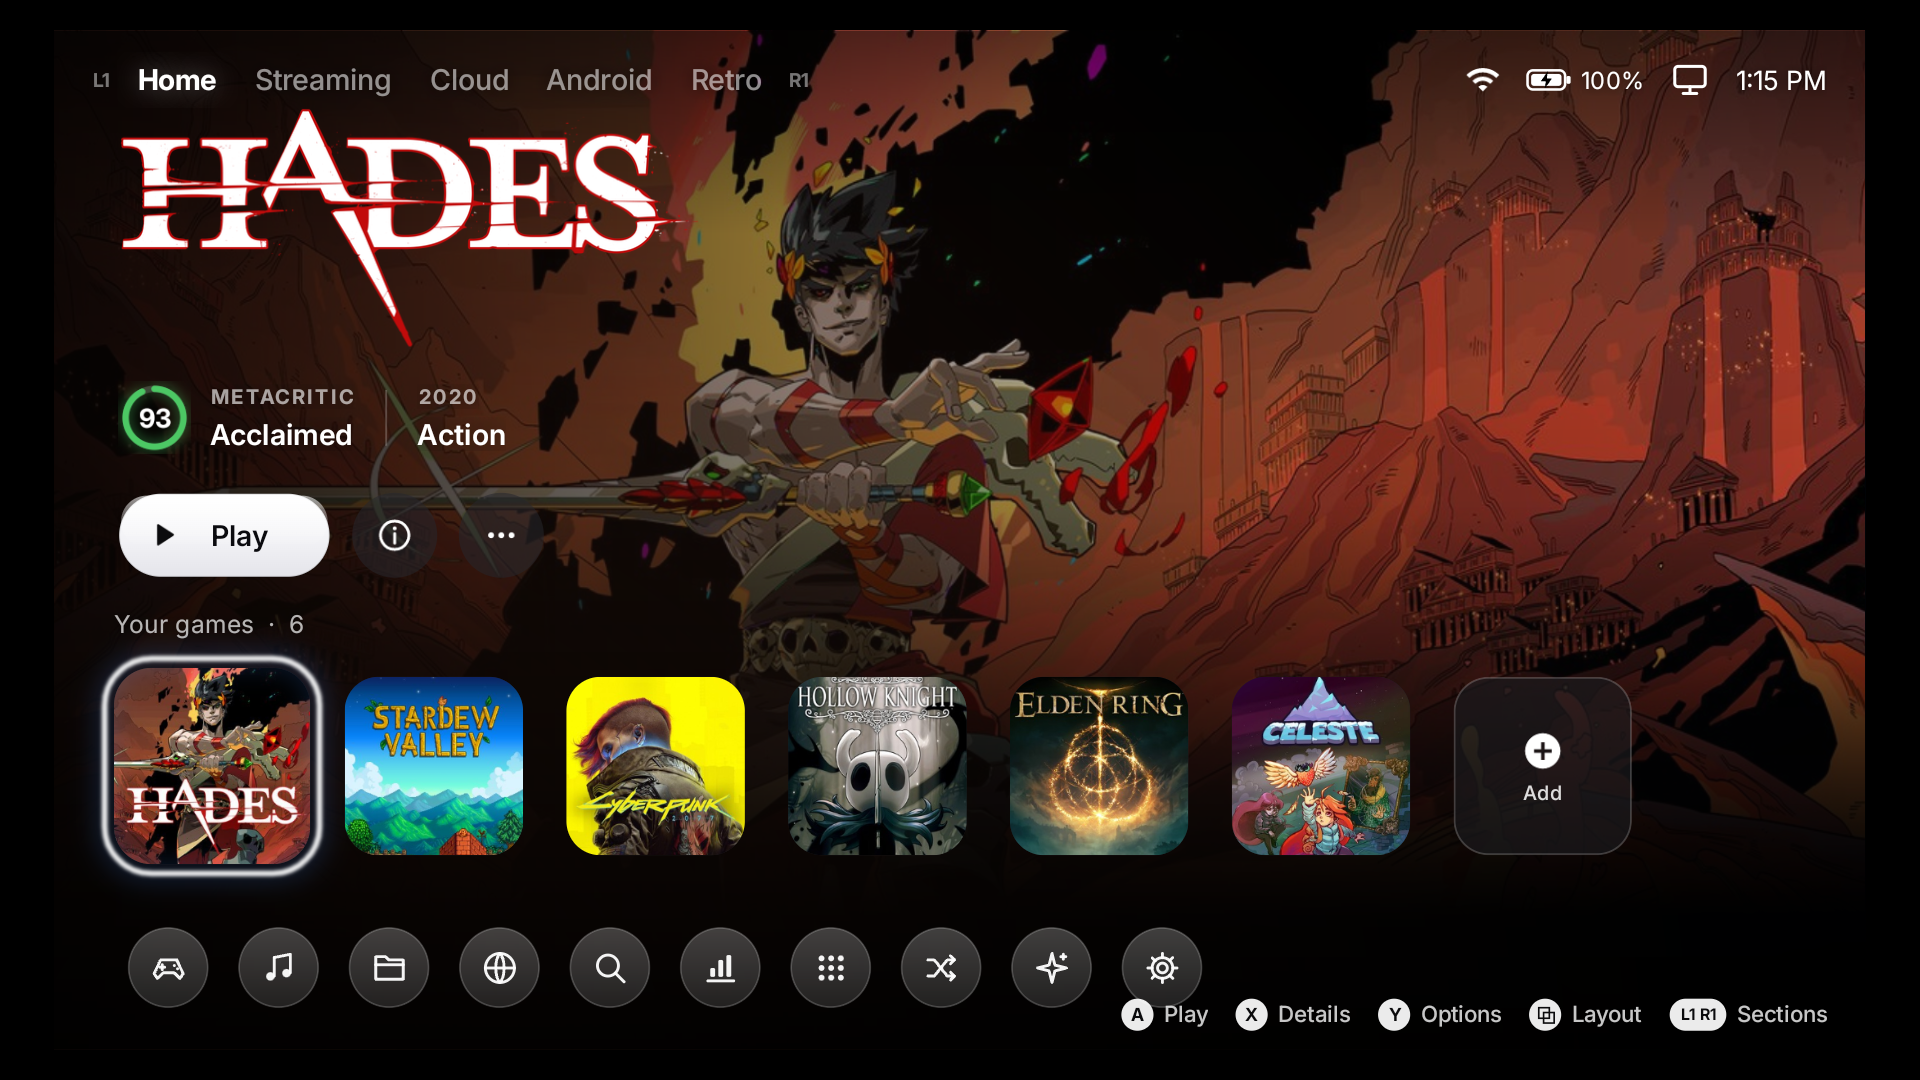 L1 Home Streaming Cloud Android Retro R1
100% 1:15 PM
HADES
93
METACRITIC
Acclaimed
2020
Action
Play
Your games · 6
HADES
STARDEW
VALLEY
CYBERPUNK
2077
HOLLOW KNIGHT
ELDEN RING
CELESTE
Add
A Play X Details Y Options Layout L1 R1 Sections